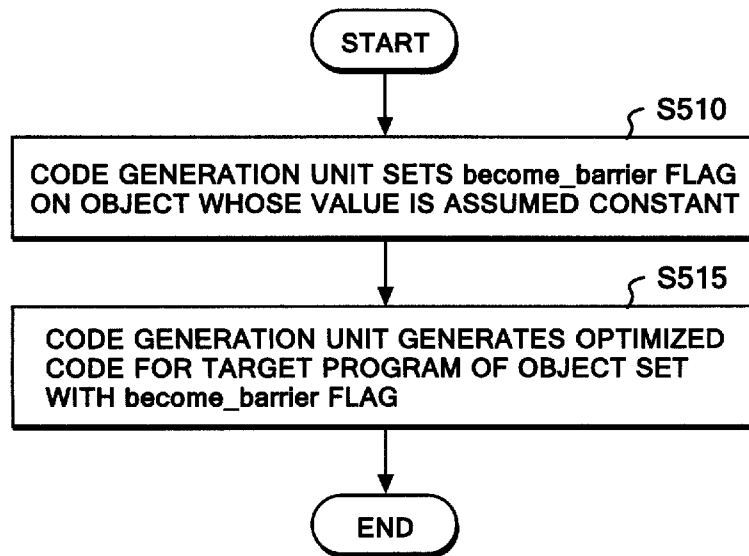 START
S510
CODE GENERATION UNIT SETS become_barrier FLAG
ON OBJECT WHOSE VALUE IS ASSUMED CONSTANT
S515
CODE GENERATION UNIT GENERATES OPTIMIZED
CODE FOR TARGET PROGRAM OF OBJECT SET
WITH become_barrier FLAG
END